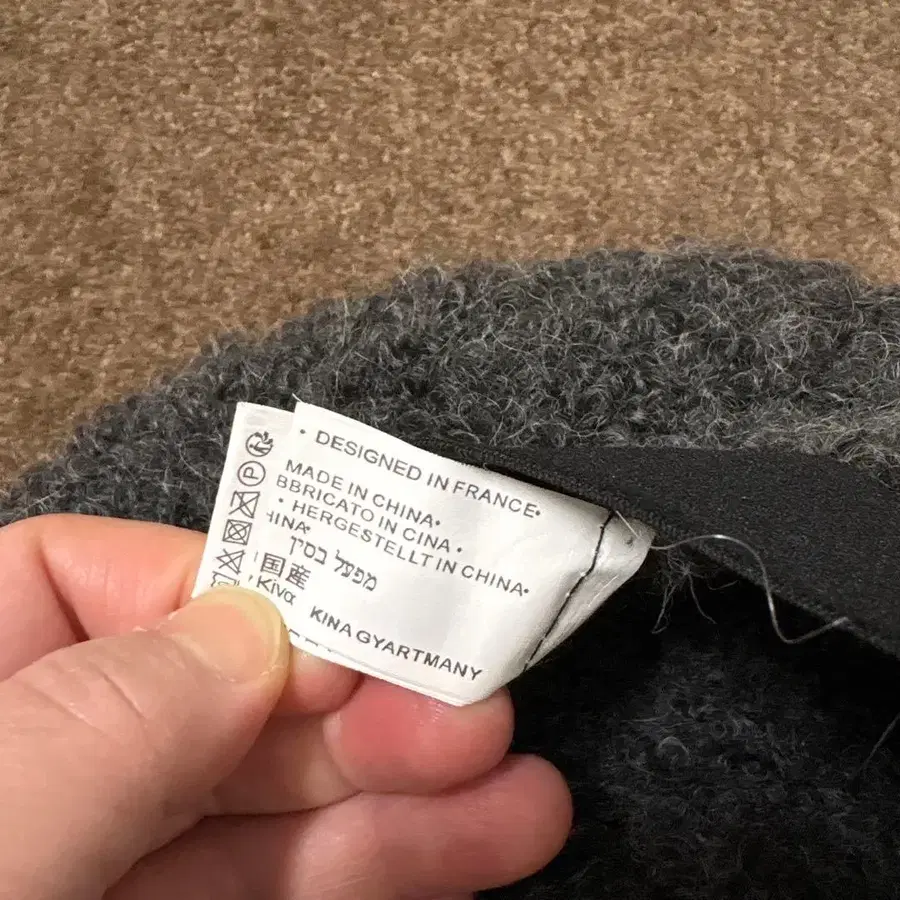 • DESIGNED IN FRANCE•
MADE IN CHINA•
BBRICATO IN CINA •
• HERGESTELLT IN CHINA•
HINA•
מפעל בסין
国産
Κίνα KINA GYARTMANY
P